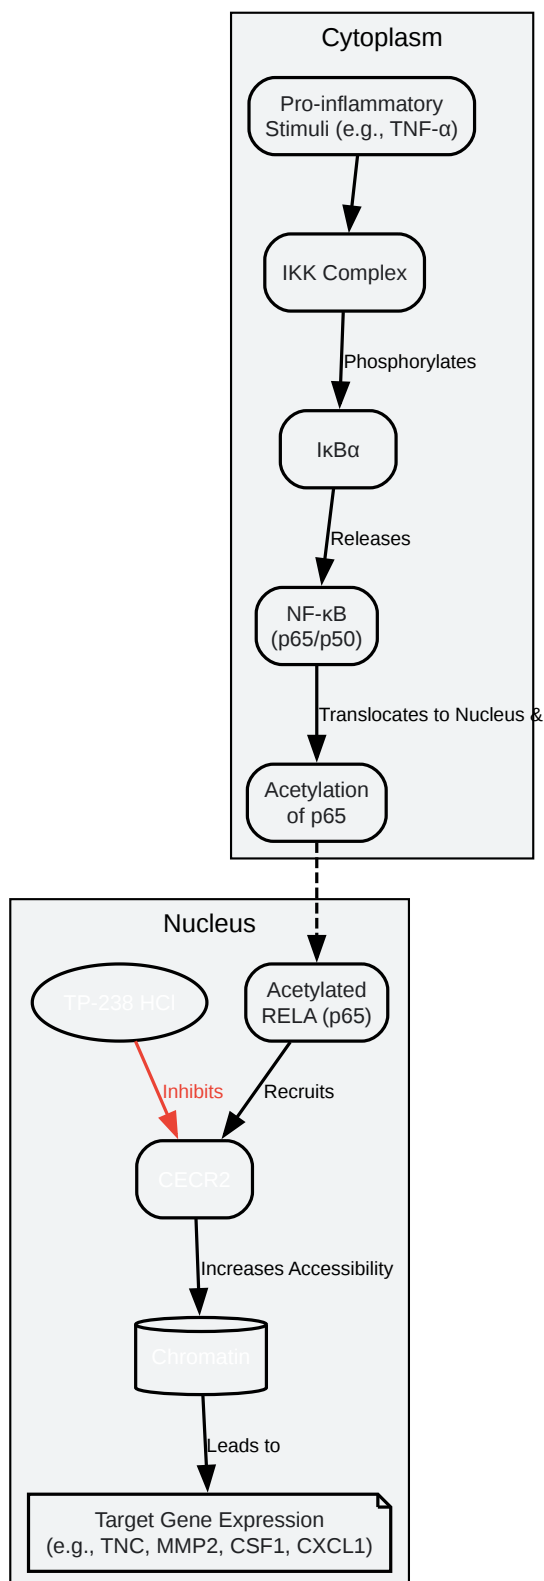 Cytoplasm
Pro-inflammatory
Stimuli (e.g., TNF-α)
IKK Complex
Phosphorylates
IκBα
Releases
NF-κB
(p65/p50)
Translocates to Nucleus &
Acetylation
of p65
Nucleus
TP-238 HCl
Acetylated
RELA (p65)
Inhibits
Recruits
CECR2
Increases Accessibility
Chromatin
Leads to
Target Gene Expression
(e.g., TNC, MMP2, CSF1, CXCL1)